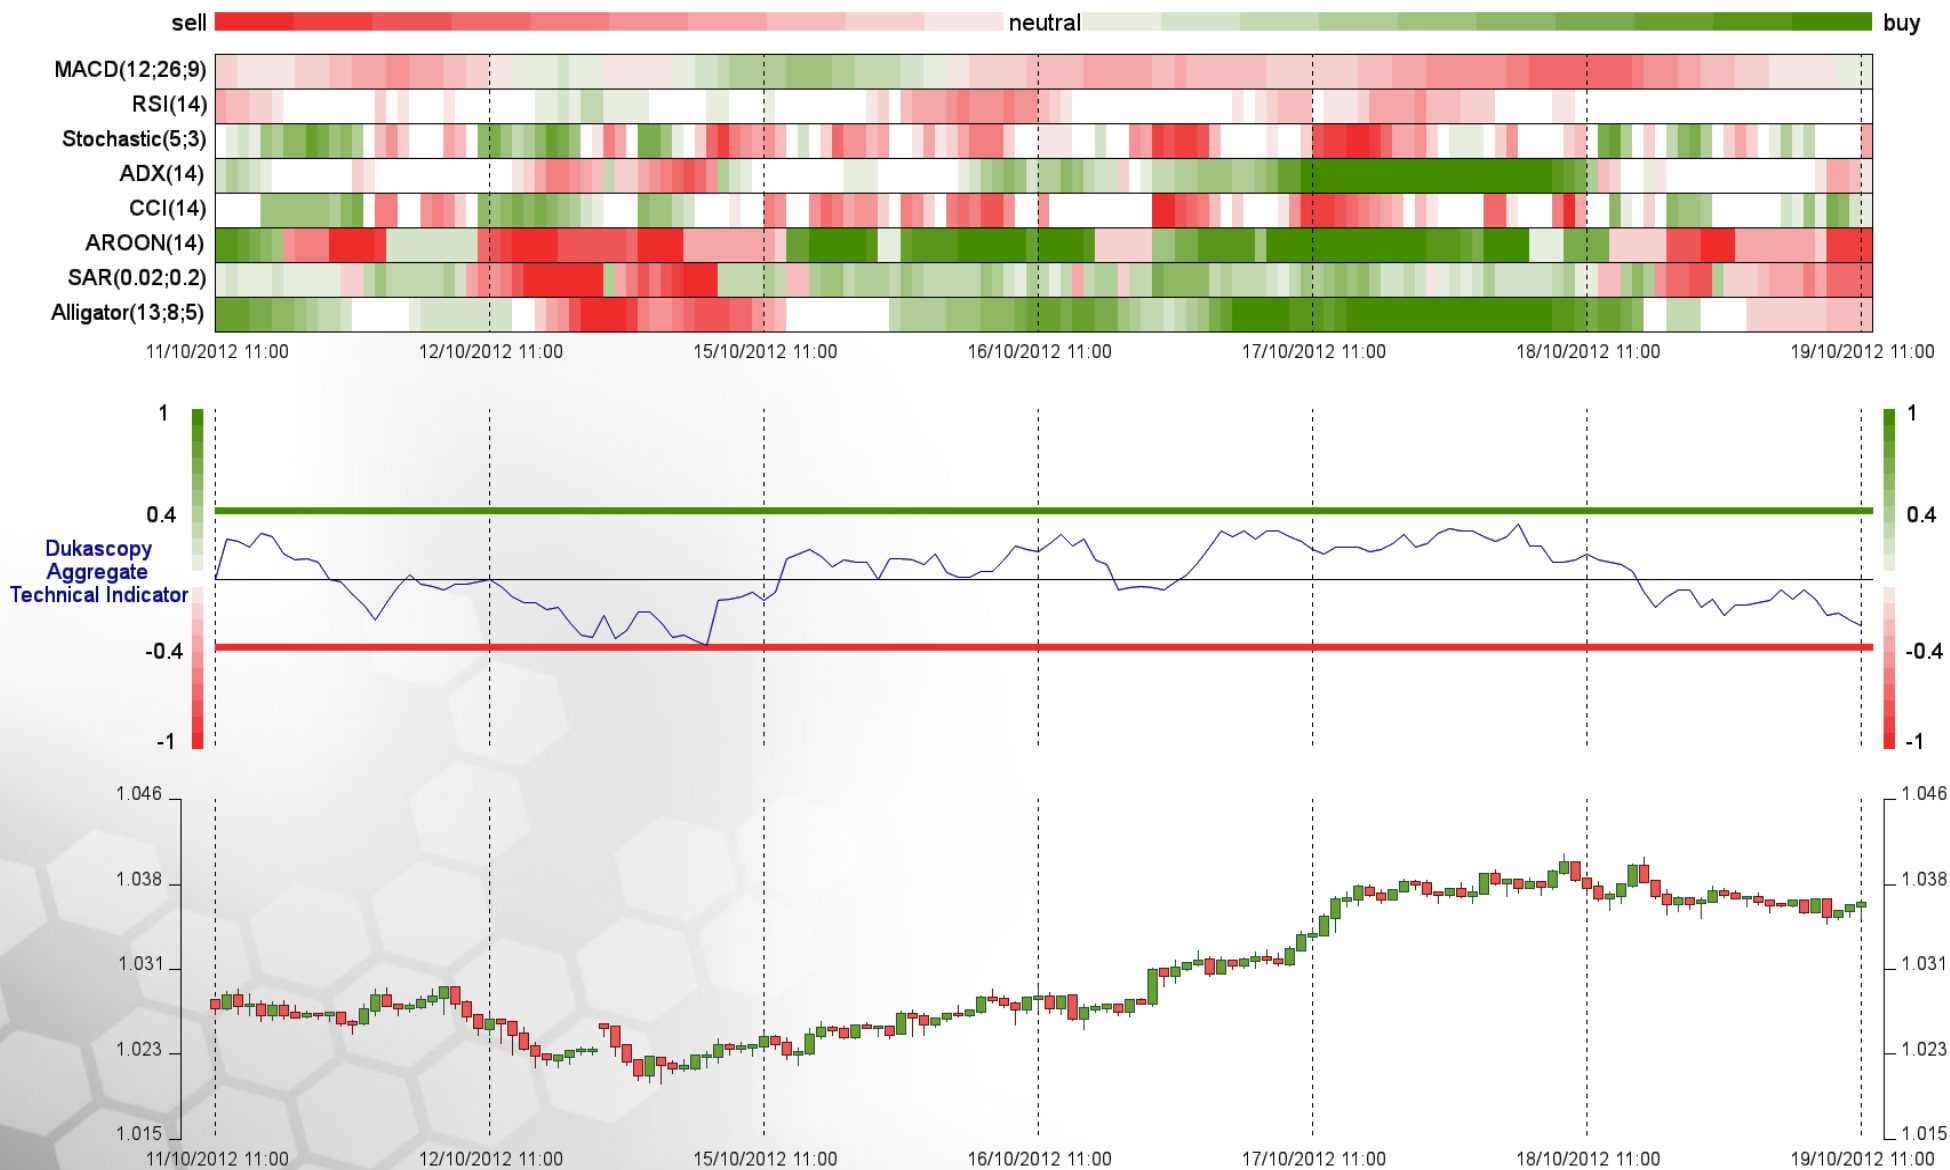 sell neutral buy
MACD(12;26;9)
RSI(14)
Stochastic(5;3)
ADX(14)
CCI(14)
AROON(14)
SAR(0.02;0.2)
Alligator(13;8;5)
11/10/2012 11:00 12/10/2012 11:00 15/10/2012 11:00 16/10/2012 11:00 17/10/2012 11:00 18/10/2012 11:00 19/10/2012 11:00
1 1
0.4 0.4
Dukascopy
Aggregate
Technical Indicator
-0.4 -0.4
-1 -1
1.046 1.046
1.038 1.038
1.031 1.031
1.023 1.023
1.015 1.015
11/10/2012 11:00 12/10/2012 11:00 15/10/2012 11:00 16/10/2012 11:00 17/10/2012 11:00 18/10/2012 11:00 19/10/2012 11:00